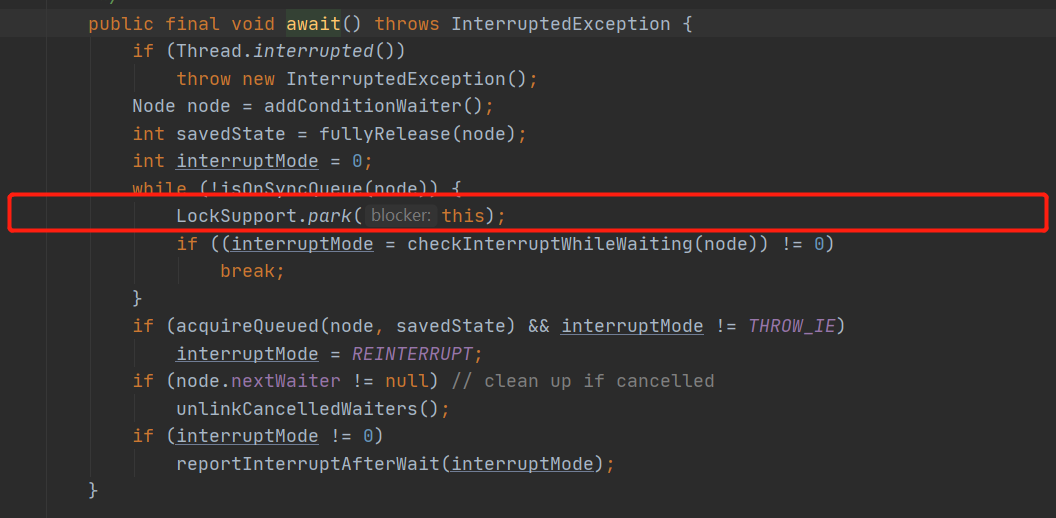 public final void await() throws InterruptedException {
if (Thread.interrupted())
throw new InterruptedException();
Node node = addConditionWaiter();
int savedState = fullyRelease(node);
int interruptMode = 0;
while (!isOnSyncQueue(node)) {
LockSupport.park( blocker: this);
if ((interruptMode = checkInterruptWhileWaiting(node)) != 0)
break;
}
if (acquireQueued(node, savedState) && interruptMode != THROW_IE)
interruptMode = REINTERRUPT;
if (node.nextWaiter != null) // clean up if cancelled
unlinkCancelledWaiters();
if (interruptMode != 0)
reportInterruptAfterWait(interruptMode);
}